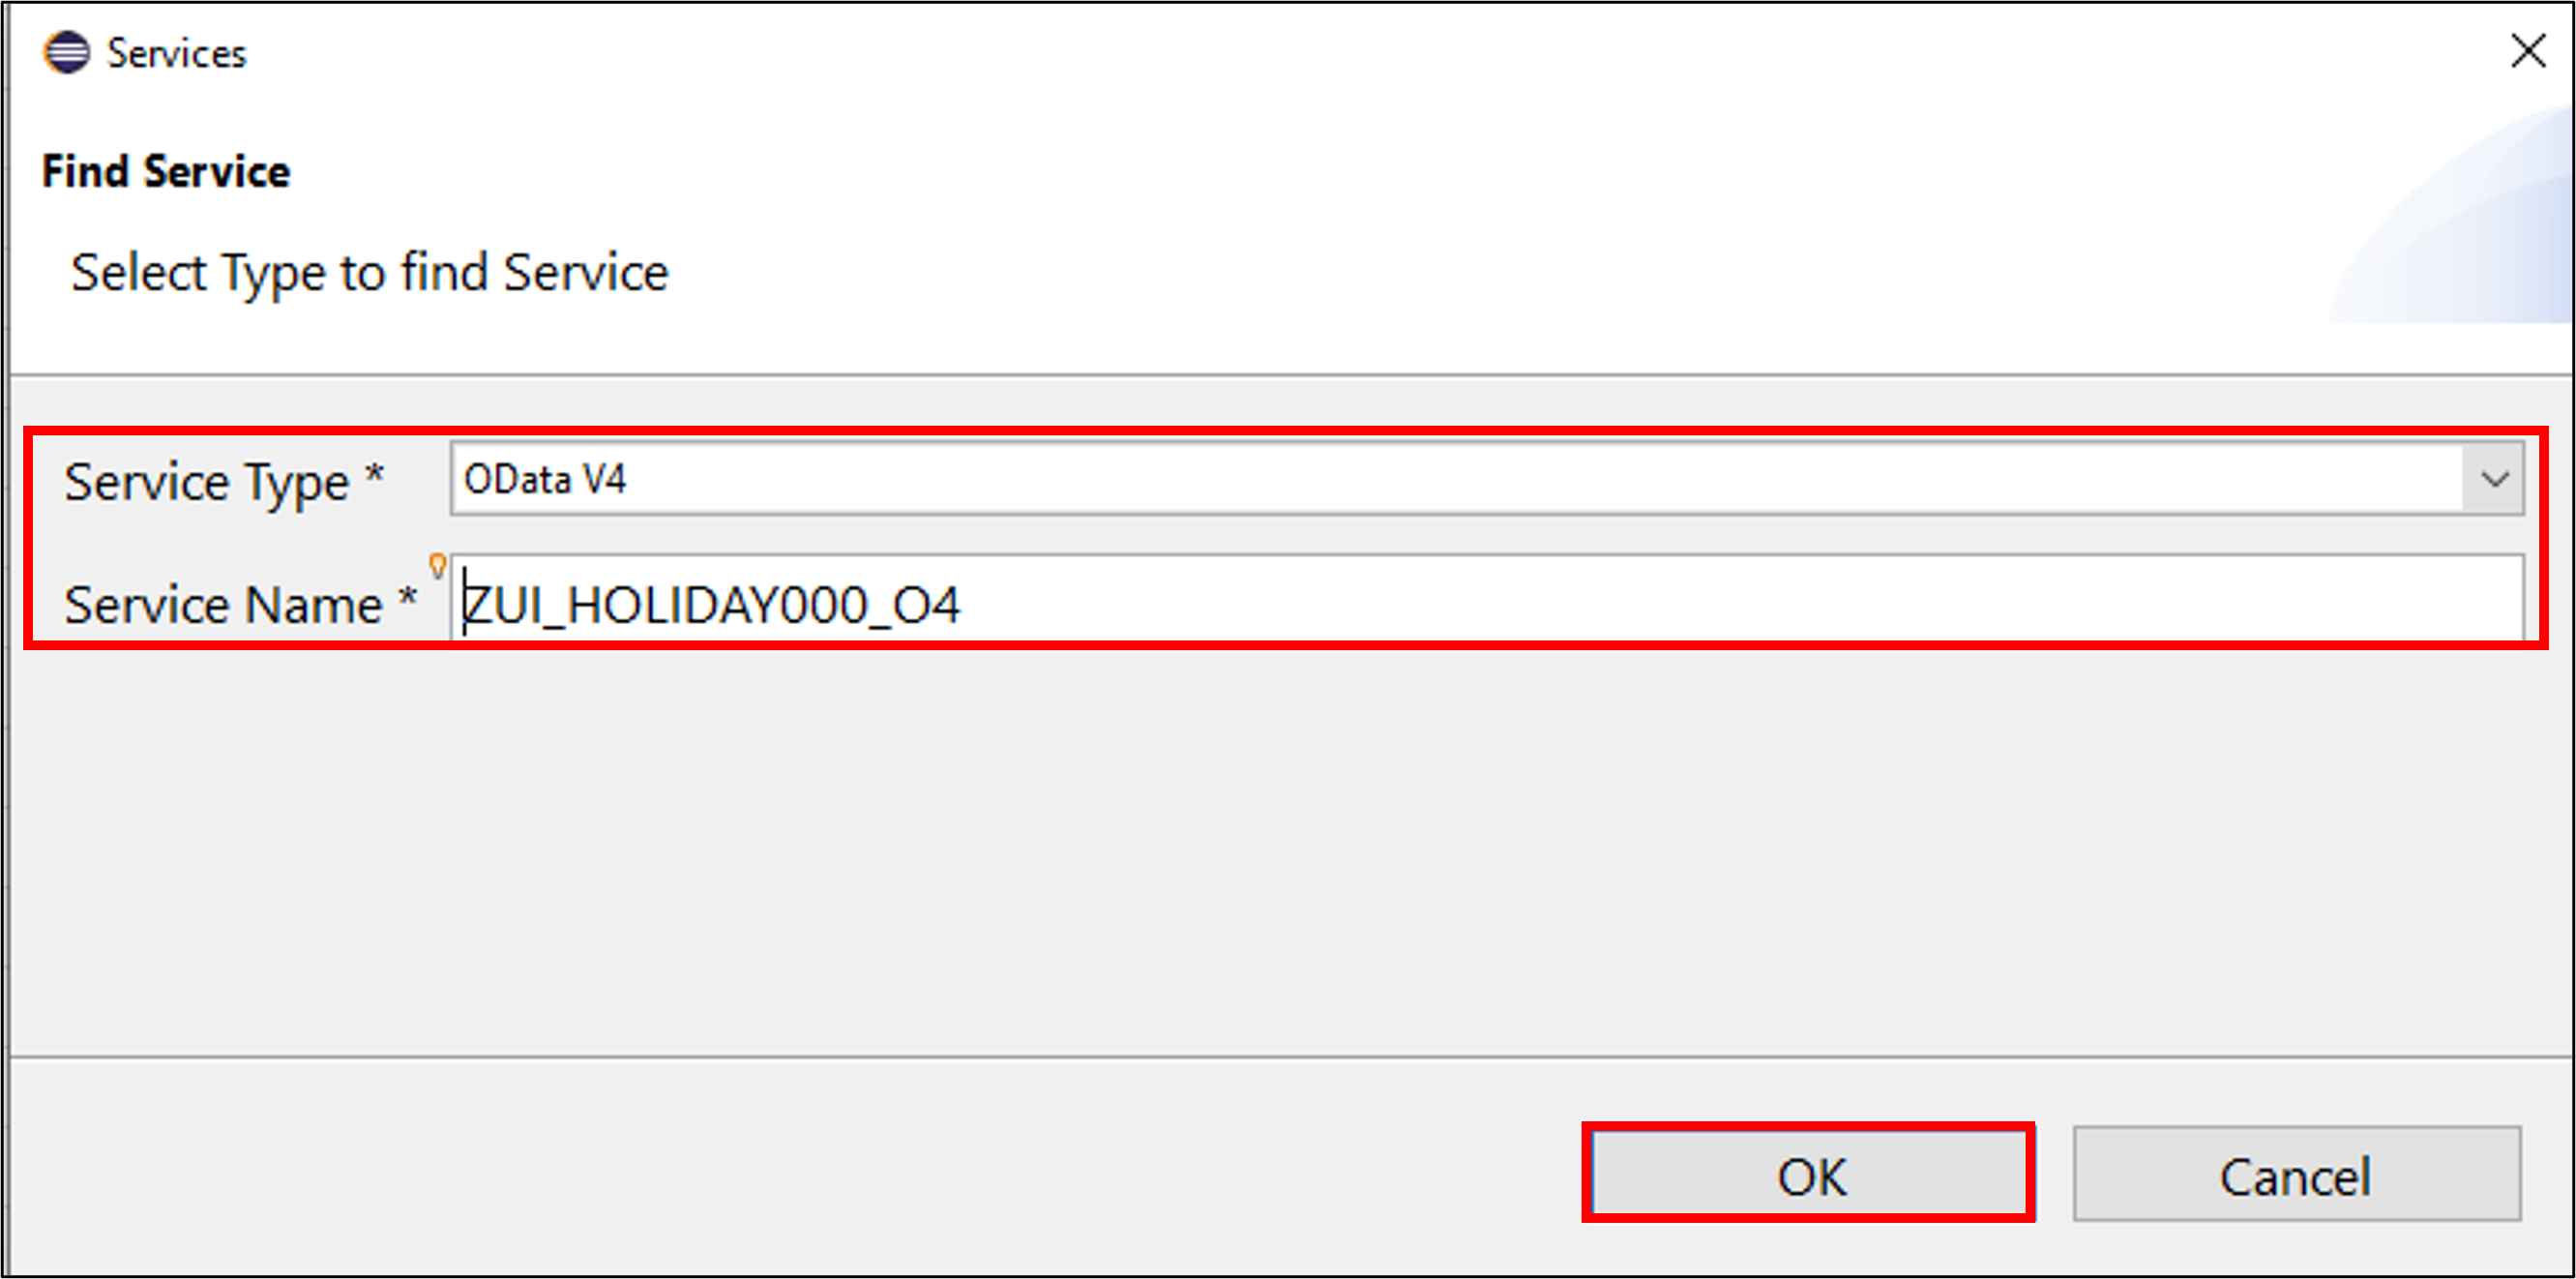 Services
Find Service
Select Type to find Service
Service Type * OData V4
Service Name * ZUI_HOLIDAY000_O4
OK Cancel